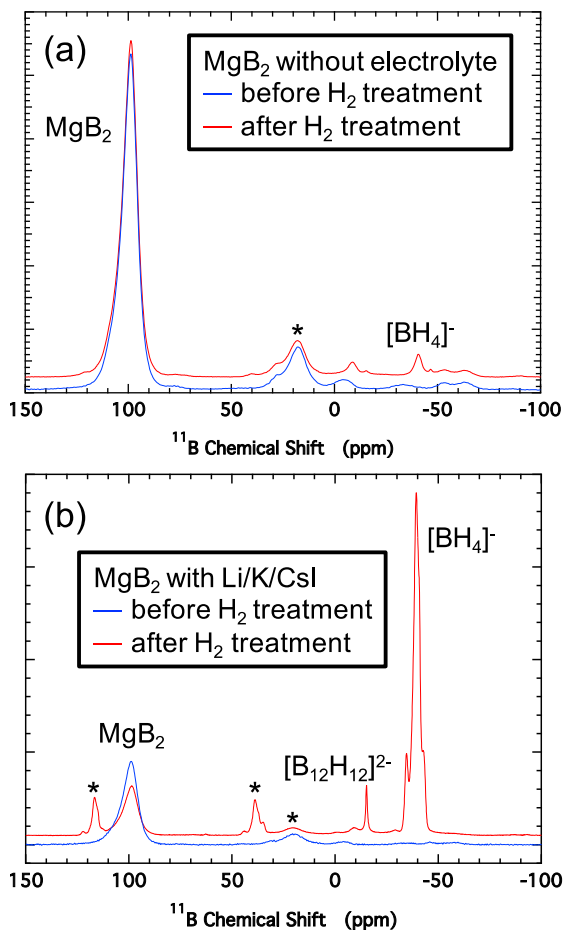 (a)
MgB₂ without electrolyte
before H₂ treatment
after H₂ treatment
MgB₂
*
[BH₄]⁻
150 100 50 0 -50 -100
¹¹B Chemical Shift (ppm)
(b)
[BH4]⁻
MgB₂ with Li/K/CsI
before H₂ treatment
after H₂ treatment
MgB₂
[B₁₂H₁₂]²⁻
* * *
150 100 50 0 -50 -100
¹¹B Chemical Shift (ppm)